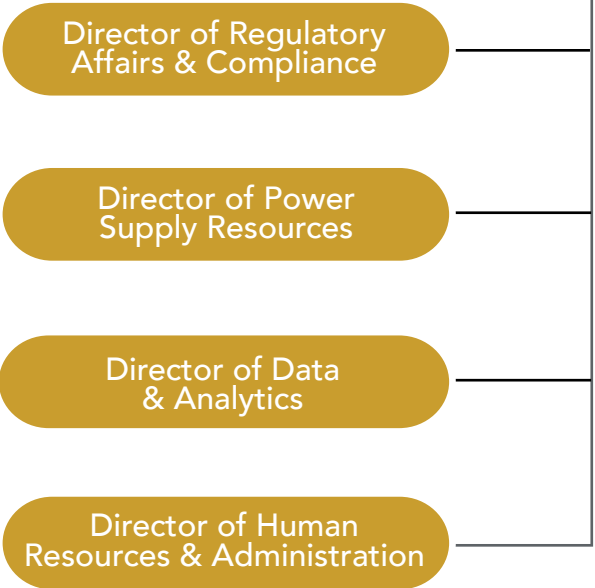 Director of Regulatory
Affairs & Compliance
Director of Power
Supply Resources
Director of Data
& Analytics
Director of Human
Resources & Administration